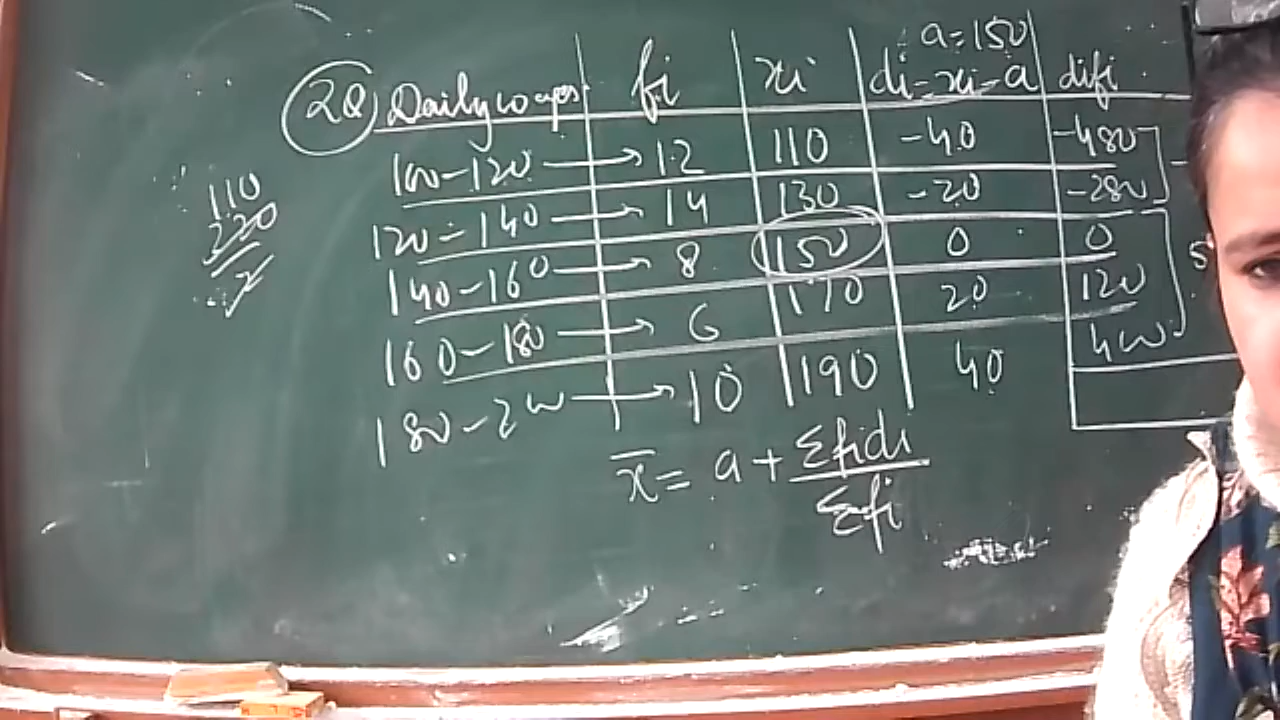 a=150
2Q Daily wages fi xi di=xi-a difi
100-120 → 12 110 -40 -480
120-140 → 14 130 -20 -280
140-160 → 8 150 0 0
160-180 → 6 170 20 120
180-200 → 10 190 40 400
110
220
2
x̄ = a + Σfidi / Σfi